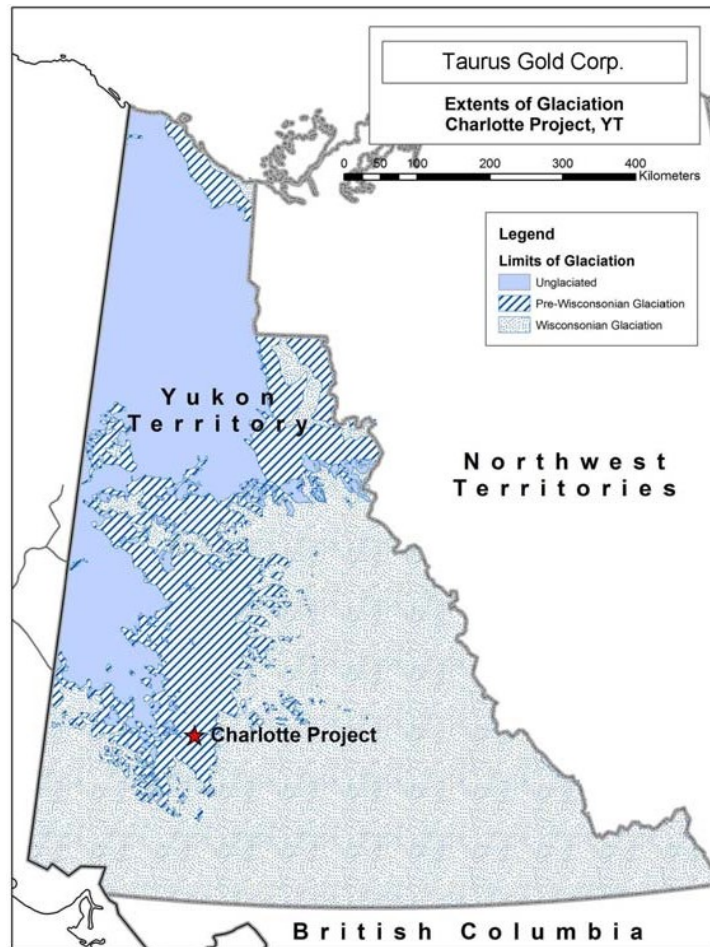 Taurus Gold Corp.
Extents of Glaciation
Charlotte Project, YT
0 50 100 200 300 400
Kilometers
Legend
Limits of Glaciation
Unglaciated
Pre-Wisconsonian Glaciation
Wisconsonian Glaciation
Yukon
Territory
Northwest
Territories
Charlotte Project
British Columbia